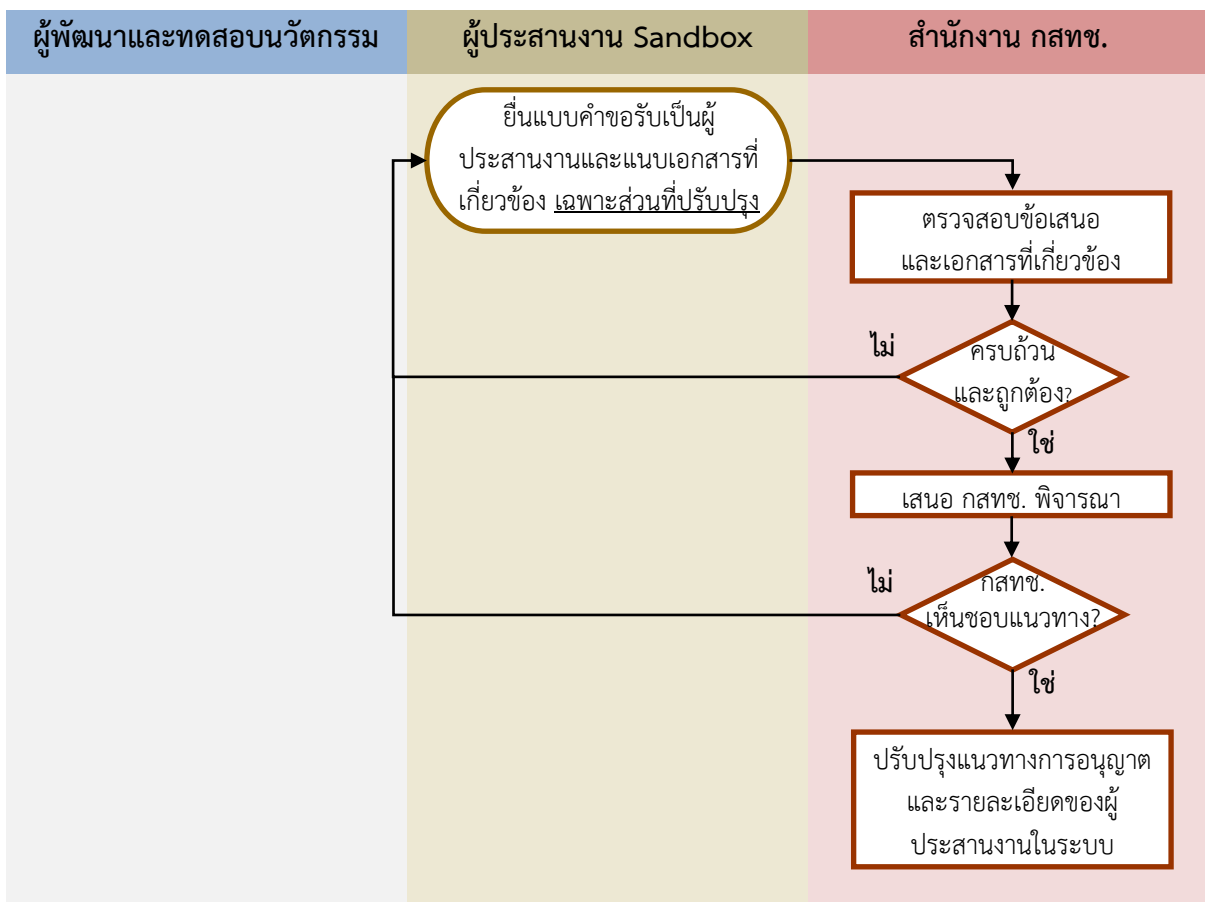 ผู้พัฒนาและทดสอบนวัตกรรม
ผู้ประสานงาน Sandbox
สำนักงาน กสทช.
ยื่นแบบคำขอรับเป็นผู้
ประสานงานและแนบเอกสารที่
เกี่ยวข้อง เฉพาะส่วนที่ปรับปรุง
ตรวจสอบข้อเสนอ
และเอกสารที่เกี่ยวข้อง
ไม่
ครบถ้วน
และถูกต้อง?
ใช่
เสนอ กสทช. พิจารณา
ไม่
กสทช.
เห็นชอบแนวทาง?
ใช่
ปรับปรุงแนวทางการอนุญาต
และรายละเอียดของผู้
ประสานงานในระบบ